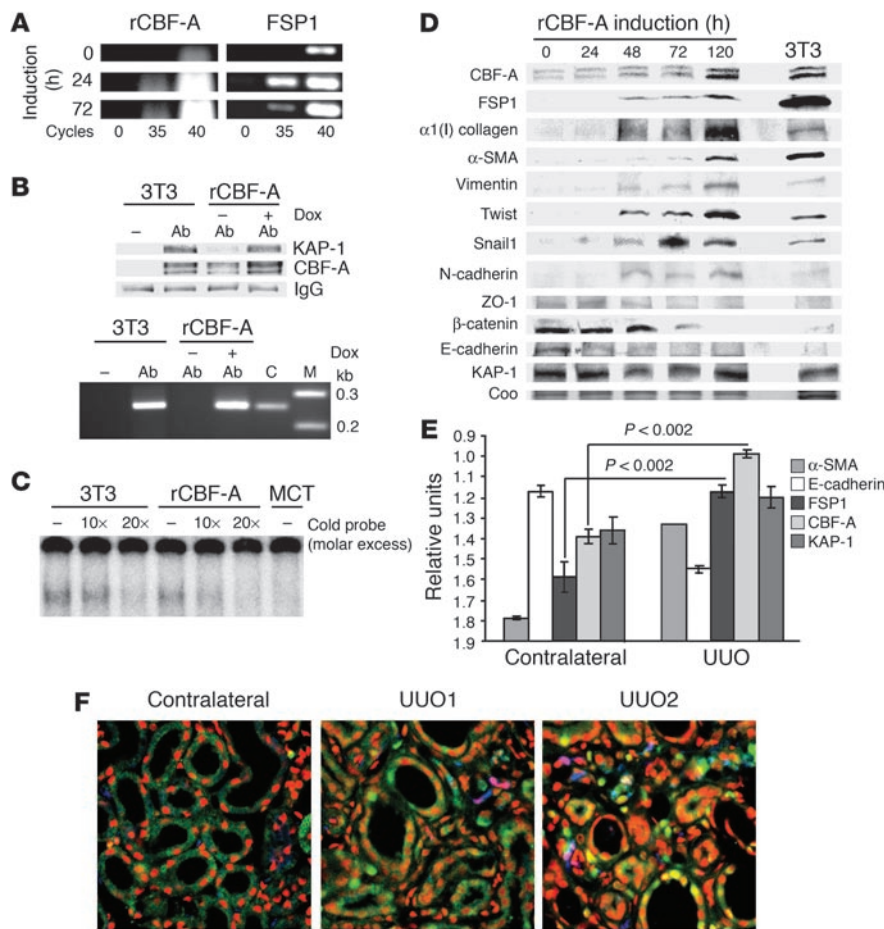 A
rCBF-A FSP1
Induction (h)
0
24
72
Cycles 0 35 40 0 35 40
B
3T3 rCBF-A
– + Dox
– Ab Ab Ab
KAP-1
CBF-A
IgG
3T3 rCBF-A
– + Dox
– Ab Ab Ab C M kb
0.3
0.2
C
3T3 rCBF-A MCT
– 10× 20× – 10× 20× – Cold probe
(molar excess)
D
rCBF-A induction (h)
0 24 48 72 120 3T3
CBF-A
FSP1
α1(I) collagen
α-SMA
Vimentin
Twist
Snail1
N-cadherin
ZO-1
β-catenin
E-cadherin
KAP-1
Coo
E
Relative units
0.9
1.0
1.1
1.2
1.3
1.4
1.5
1.6
1.7
1.8
1.9
P < 0.002
P < 0.002
α-SMA
E-cadherin
FSP1
CBF-A
KAP-1
Contralateral UUO
F
Contralateral UUO1 UUO2